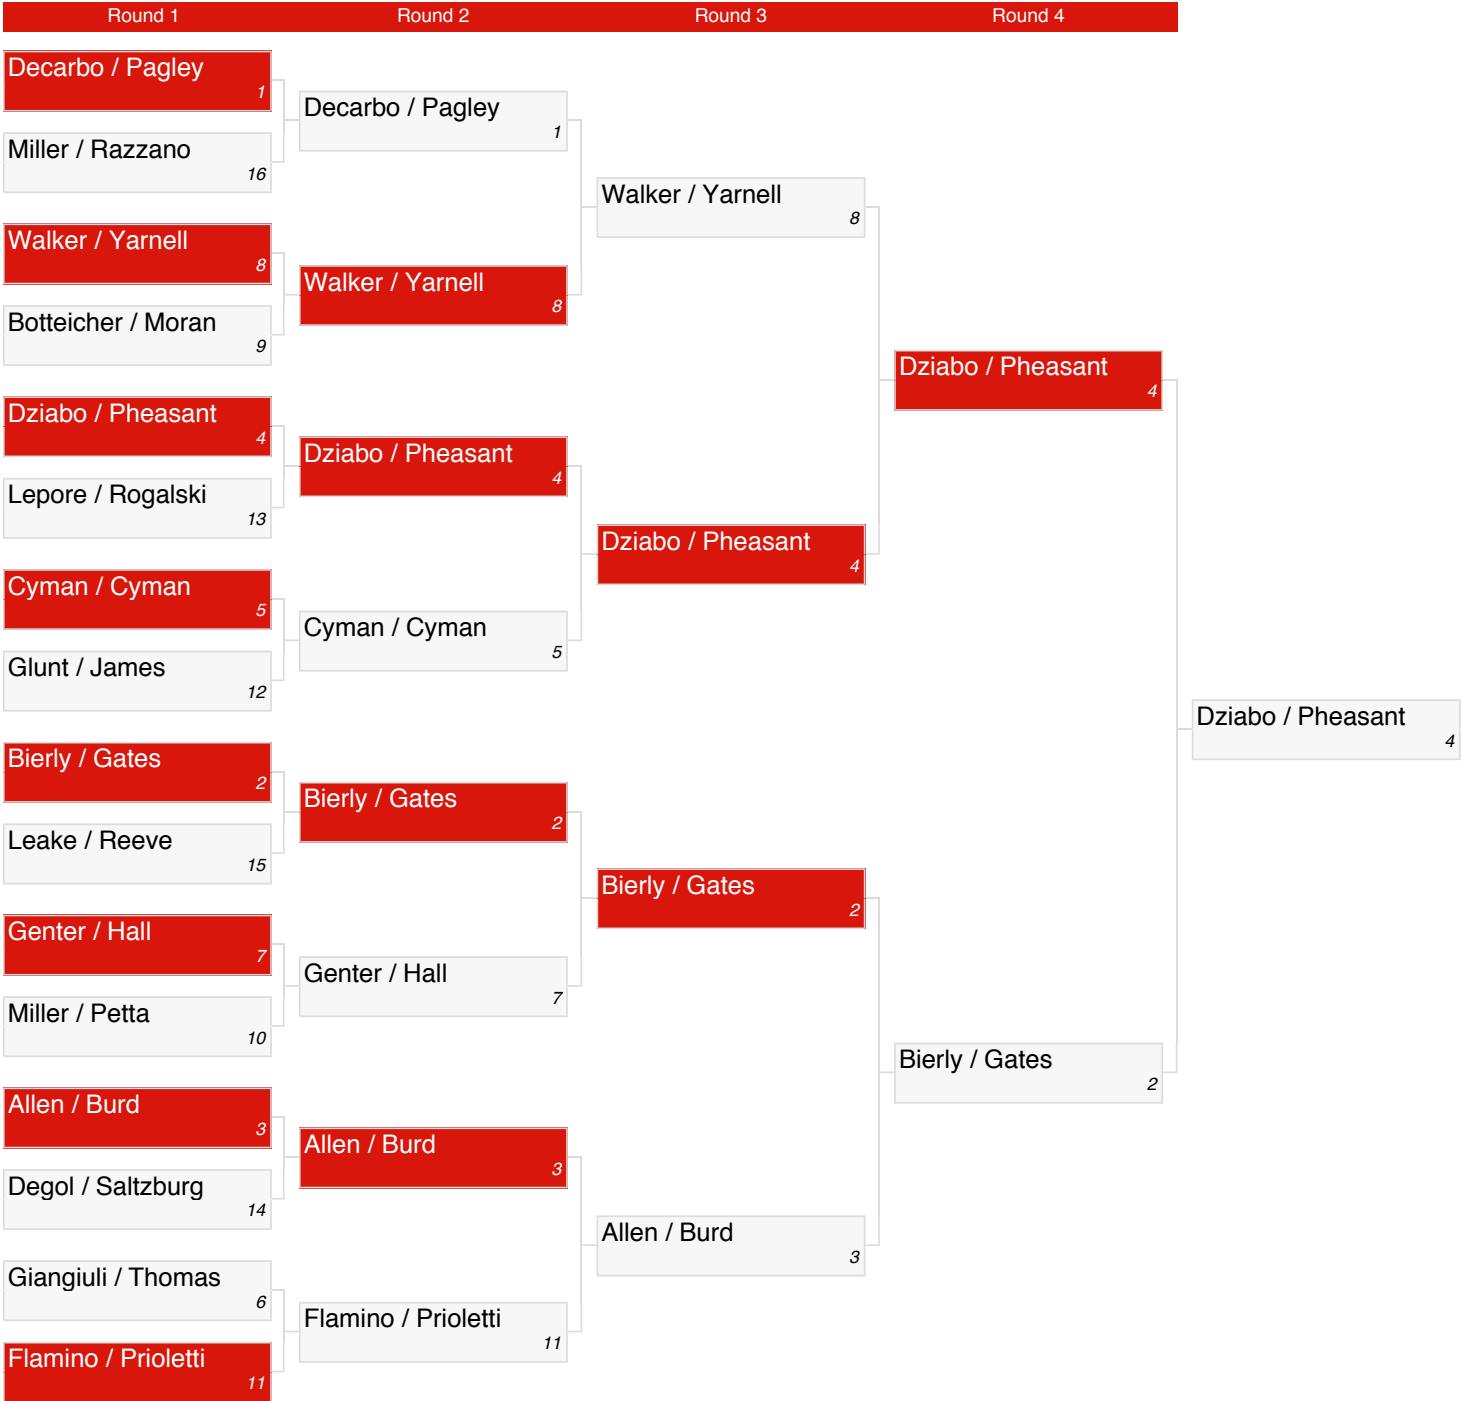 Round 1
Round 2
Round 3
Round 4
Decarbo / Pagley
1
Miller / Razzano
16
Walker / Yarnell
8
Botteicher / Moran
9
Dziabo / Pheasant
4
Lepore / Rogalski
13
Cyman / Cyman
5
Glunt / James
12
Bierly / Gates
2
Leake / Reeve
15
Genter / Hall
7
Miller / Petta
10
Allen / Burd
3
Degol / Saltzburg
14
Giangiuli / Thomas
6
Flamino / Prioletti
11
Decarbo / Pagley
1
Walker / Yarnell
8
Dziabo / Pheasant
4
Cyman / Cyman
5
Bierly / Gates
2
Genter / Hall
7
Allen / Burd
3
Flamino / Prioletti
11
Walker / Yarnell
8
Dziabo / Pheasant
4
Bierly / Gates
2
Allen / Burd
3
Dziabo / Pheasant
4
Bierly / Gates
2
Dziabo / Pheasant
4